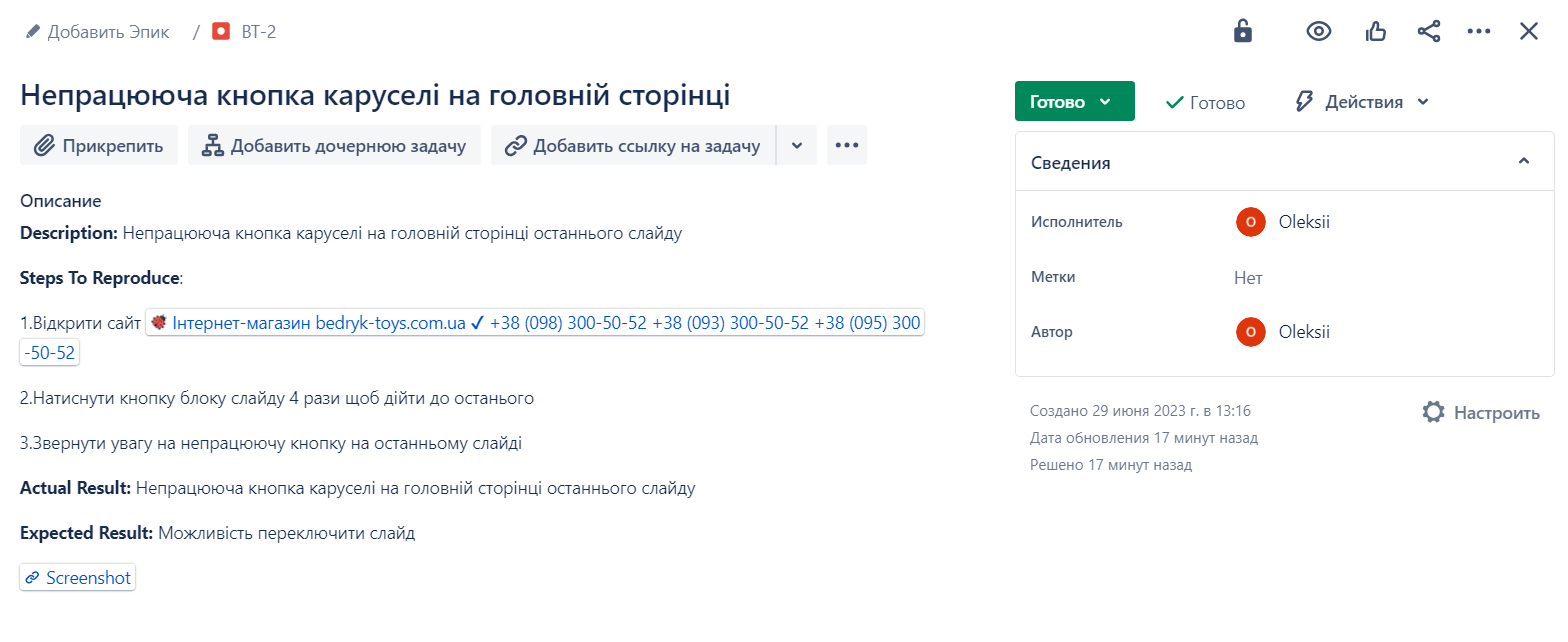 Добавить Эпик / BT-2
Непрацююча кнопка каруселі на головній сторінці
Прикрепить Добавить дочернюю задачу Добавить ссылку на задачу
Описание
Description: Непрацююча кнопка каруселі на головній сторінці останнього слайду
Steps To Reproduce:
1.Відкрити сайт Інтернет-магазин bedryk-toys.com.ua ✓ +38 (098) 300-50-52 +38 (093) 300-50-52 +38 (095) 300
-50-52
2.Натиснути кнопку блоку слайду 4 рази щоб дійти до останього
3.Звернути увагу на непрацюючу кнопку на останньому слайді
Actual Result: Непрацююча кнопка каруселі на головній сторінці останнього слайду
Expected Result: Можливість переключити слайд
Screenshot
Готово Готово Действия
Сведения
Исполнитель O Oleksii
Метки Нет
Автор O Oleksii
Создано 29 июня 2023 г. в 13:16 Настроить
Дата обновления 17 минут назад
Решено 17 минут назад